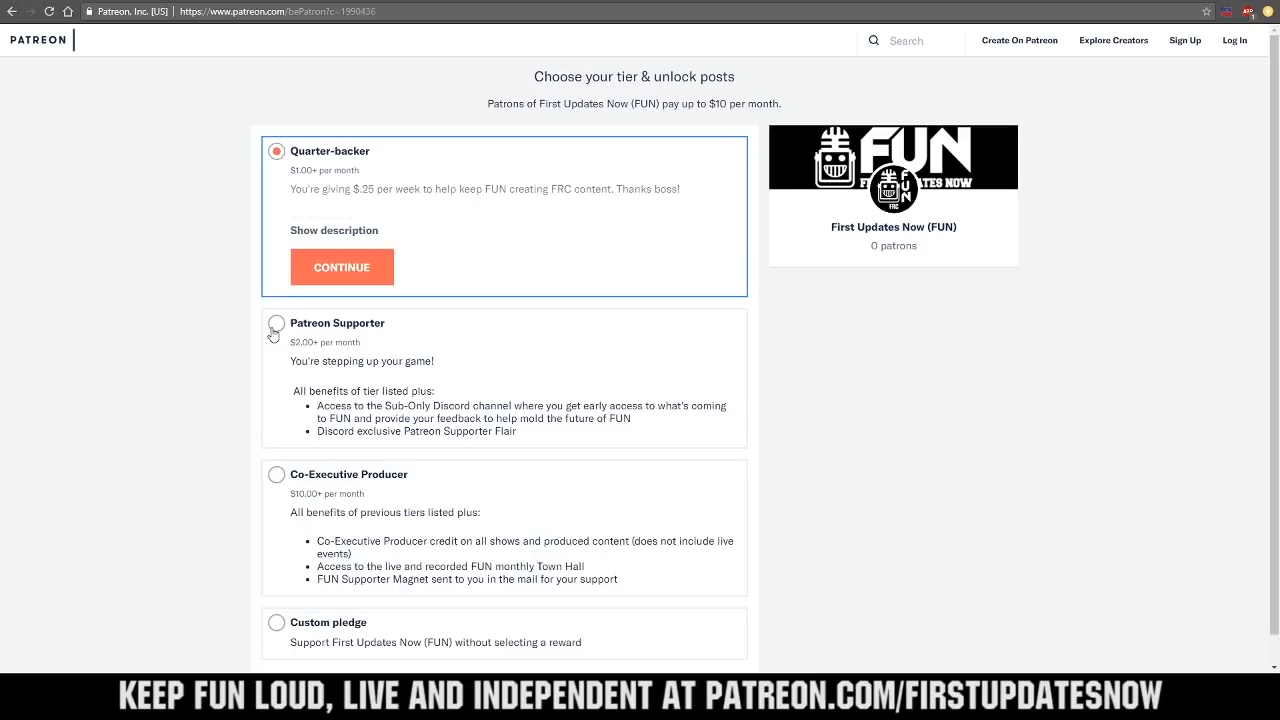 Patreon, Inc. [US] | https://www.patreon.com/bePatron?c=1990436
PATREON
Search
Create On Patreon
Explore Creators
Sign Up
Log In
Choose your tier & unlock posts
Patrons of First Updates Now (FUN) pay up to $10 per month.
Quarter-backer
$1.00+ per month
You're giving $.25 per week to help keep FUN creating FRC content. Thanks boss!
Show description
CONTINUE
Patreon Supporter
$2.00+ per month
You're stepping up your game!
All benefits of tier listed plus:
• Access to the Sub-Only Discord channel where you get early access to what's coming
to FUN and provide your feedback to help mold the future of FUN
• Discord exclusive Patreon Supporter Flair
Co-Executive Producer
$10.00+ per month
All benefits of previous tiers listed plus:
• Co-Executive Producer credit on all shows and produced content (does not include live
events)
• Access to the live and recorded FUN monthly Town Hall
• FUN Supporter Magnet sent to you in the mail for your support
Custom pledge
Support First Updates Now (FUN) without selecting a reward
FUN
UPDATES NOW
FUN
FRC
First Updates Now (FUN)
0 patrons
KEEP FUN LOUD, LIVE AND INDEPENDENT AT PATREON.COM/FIRSTUPDATESNOW